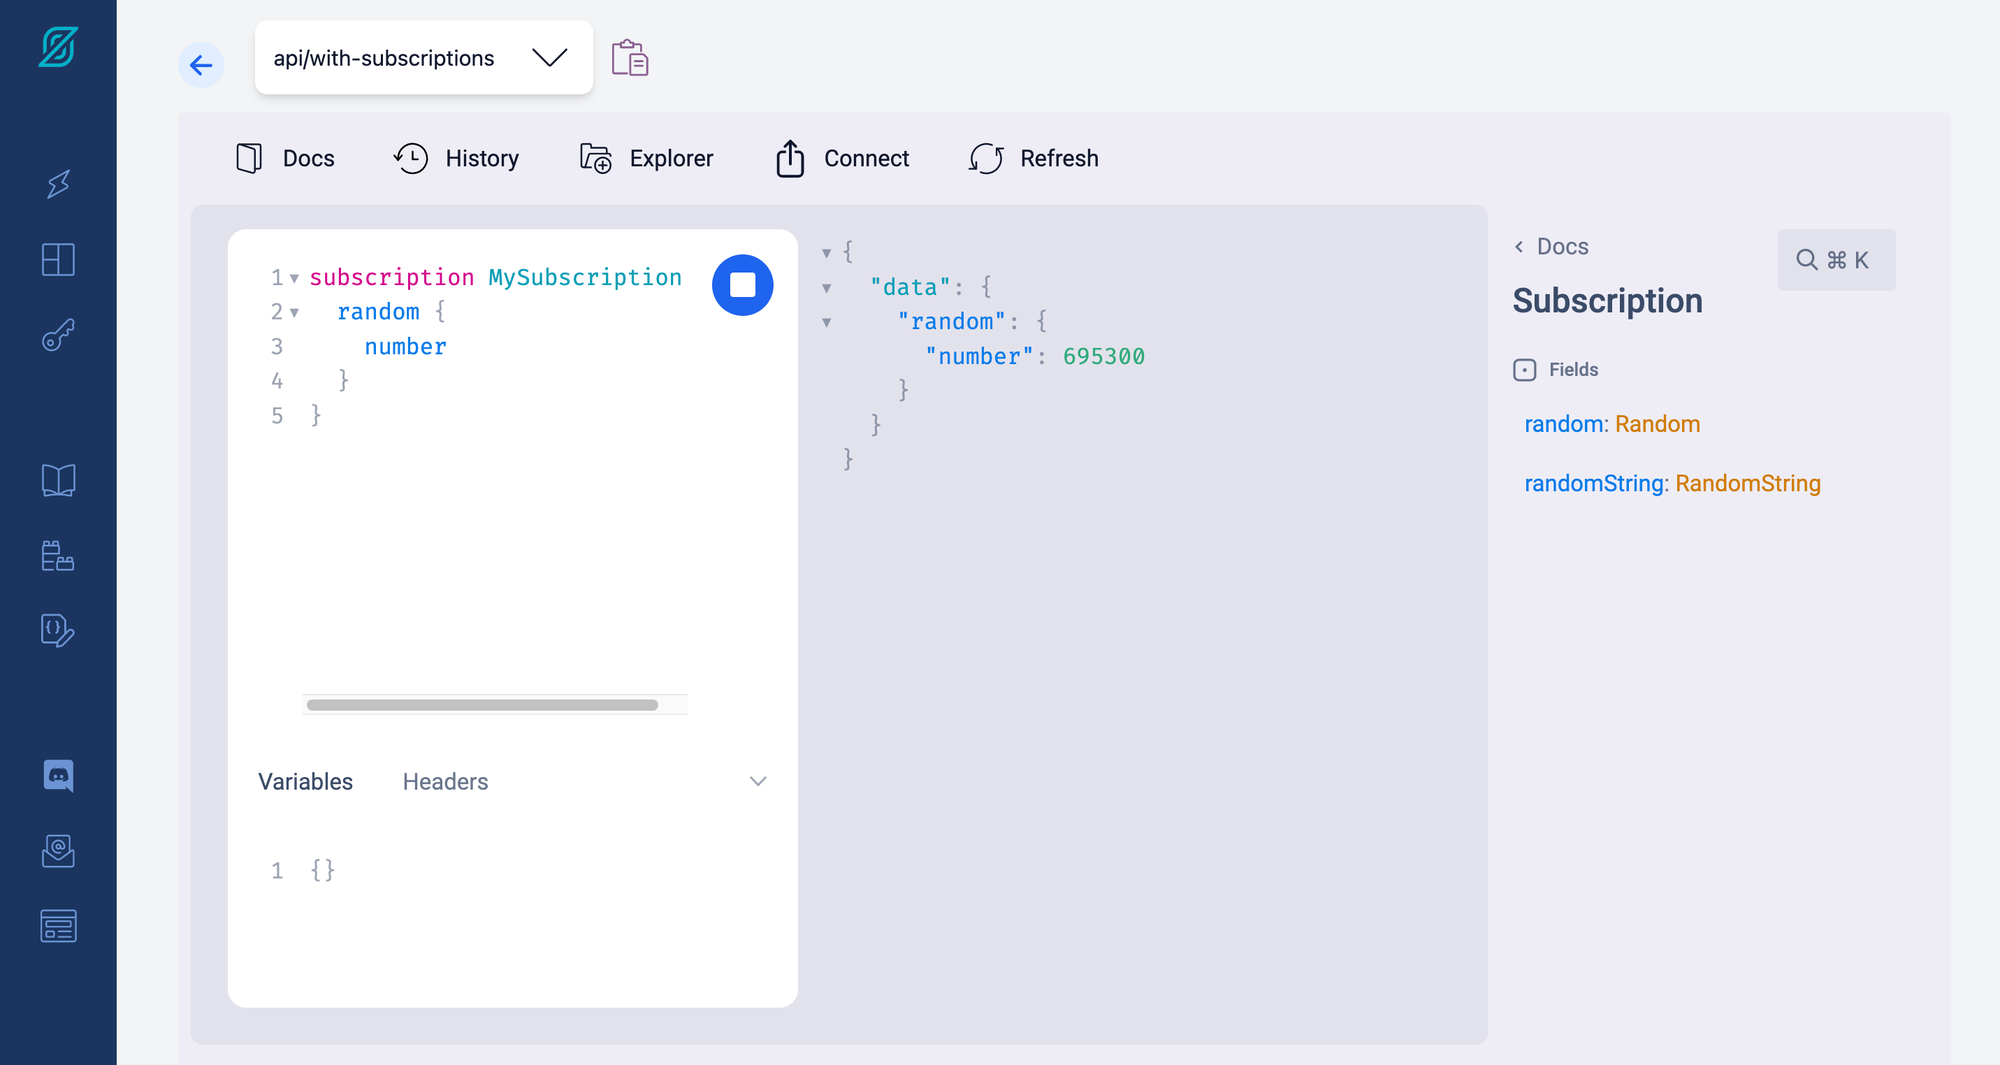 api/with-subscriptions
Docs
History
Explorer
Connect
Refresh
1 subscription MySubscription
2 random {
3 number
4 }
5 }
Variables
Headers
1 {}
{
"data": {
"random": {
"number": 695300
}
}
}
Docs
⌘ K
Subscription
Fields
random: Random
randomString: RandomString